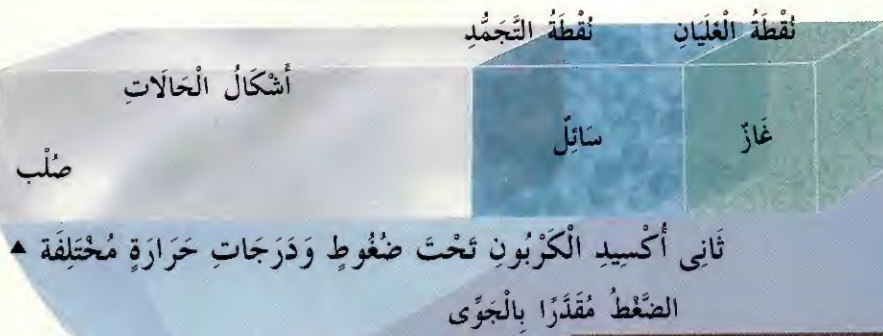 نُقْطَةُ الْغَلَيَانِ
نُقْطَةُ التَّجَمُّدِ
أَشْكَالُ الْحَالَاتِ
غَازٌ
سَائِلٌ
صُلْب
ثَانِى أُكْسِيدِ الْكَرْبُونِ تَحْتَ ضُغُوطٍ وَدَرَجَاتِ حَرَارَةٍ مُخْتَلِفَة ▲
الضَّغْطُ مُقَدَّرًا بِالْجَوِّى